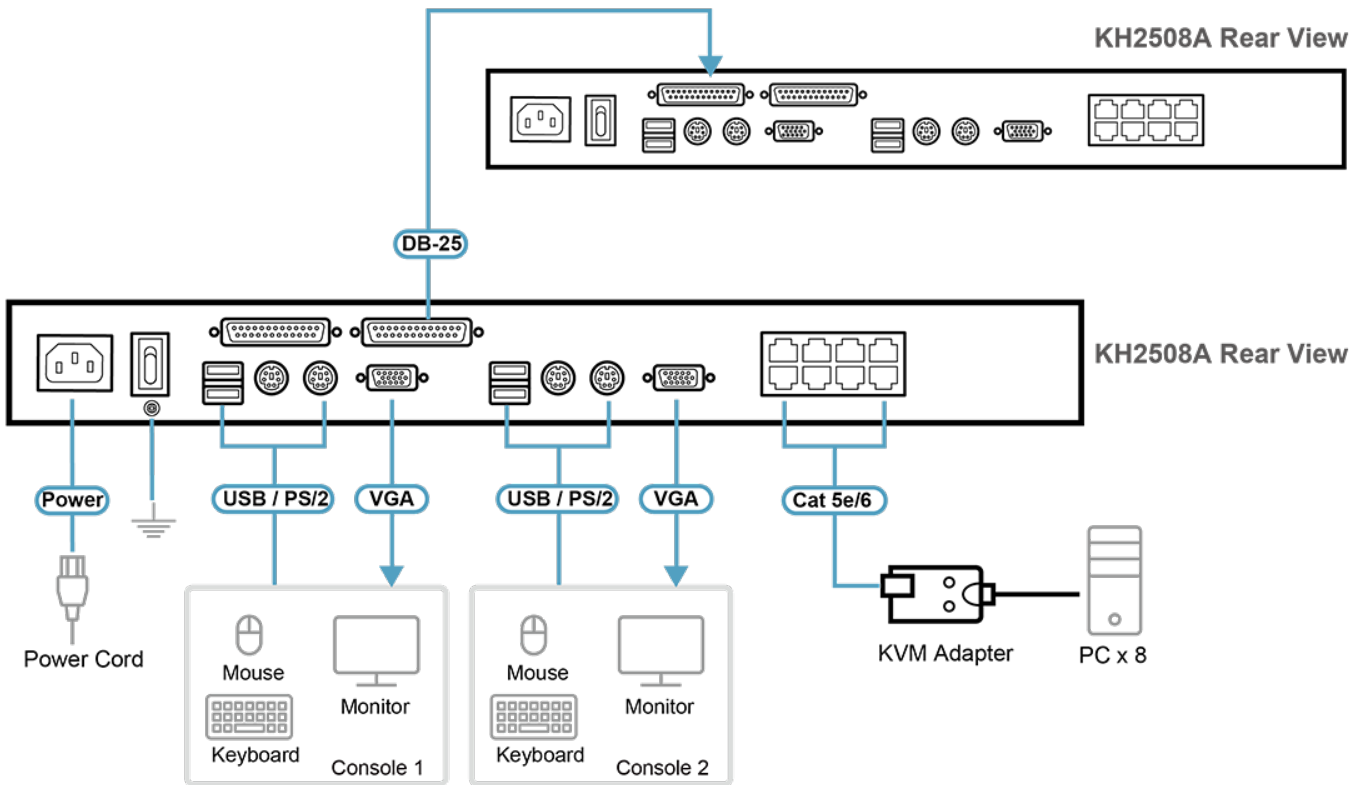 KH2508A Rear View
DB-25
KH2508A Rear View
Power
USB / PS/2
VGA
USB / PS/2
VGA
Cat 5e/6
Power Cord
Mouse
Monitor
Keyboard
Console 1
Mouse
Monitor
Keyboard
Console 2
KVM Adapter
PC x 8